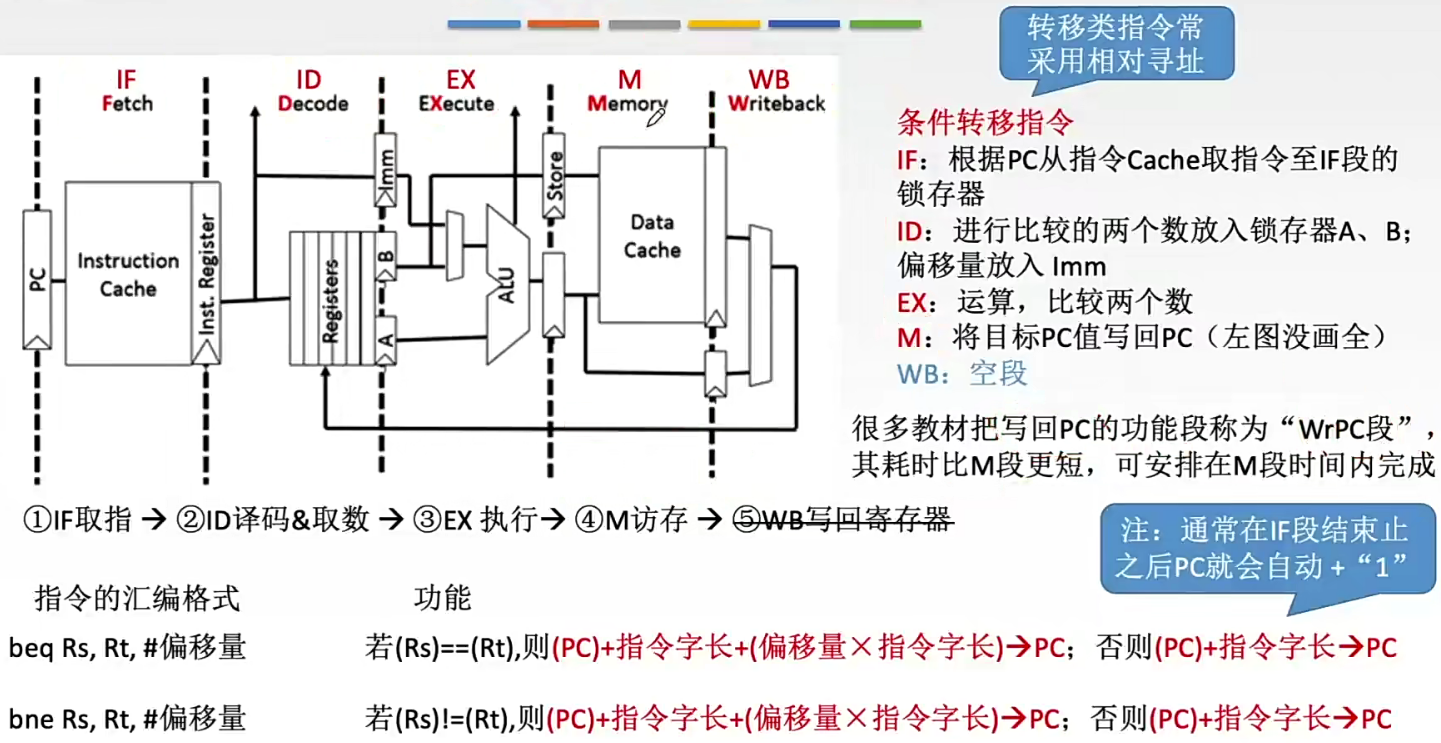 转移类指令常
采用相对寻址
IF
Fetch
ID
Decode
EX
EXecute
M
Memory
WB
Writeback
PC
Instruction
Cache
Inst. Register
Registers
Imm
B
A
ALU
Store
Data
Cache
条件转移指令
IF：根据PC从指令Cache取指令至IF段的
锁存器
ID：进行比较的两个数放入锁存器A、B；
偏移量放入 Imm
EX：运算，比较两个数
M：将目标PC值写回PC（左图没画全）
WB：空段
很多教材把写回PC的功能段称为“WrPC段”，
其耗时比M段更短，可安排在M段时间内完成
①IF取指 → ②ID译码&取数 → ③EX 执行→ ④M访存 → ⑤WB写回寄存器
注：通常在IF段结束止
之后PC就会自动 +“1”
指令的汇编格式 功能
beq Rs, Rt, #偏移量 若(Rs)==(Rt),则(PC)+指令字长+(偏移量×指令字长)→PC；否则(PC)+指令字长→PC
bne Rs, Rt, #偏移量 若(Rs)!=(Rt),则(PC)+指令字长+(偏移量×指令字长)→PC；否则(PC)+指令字长→PC